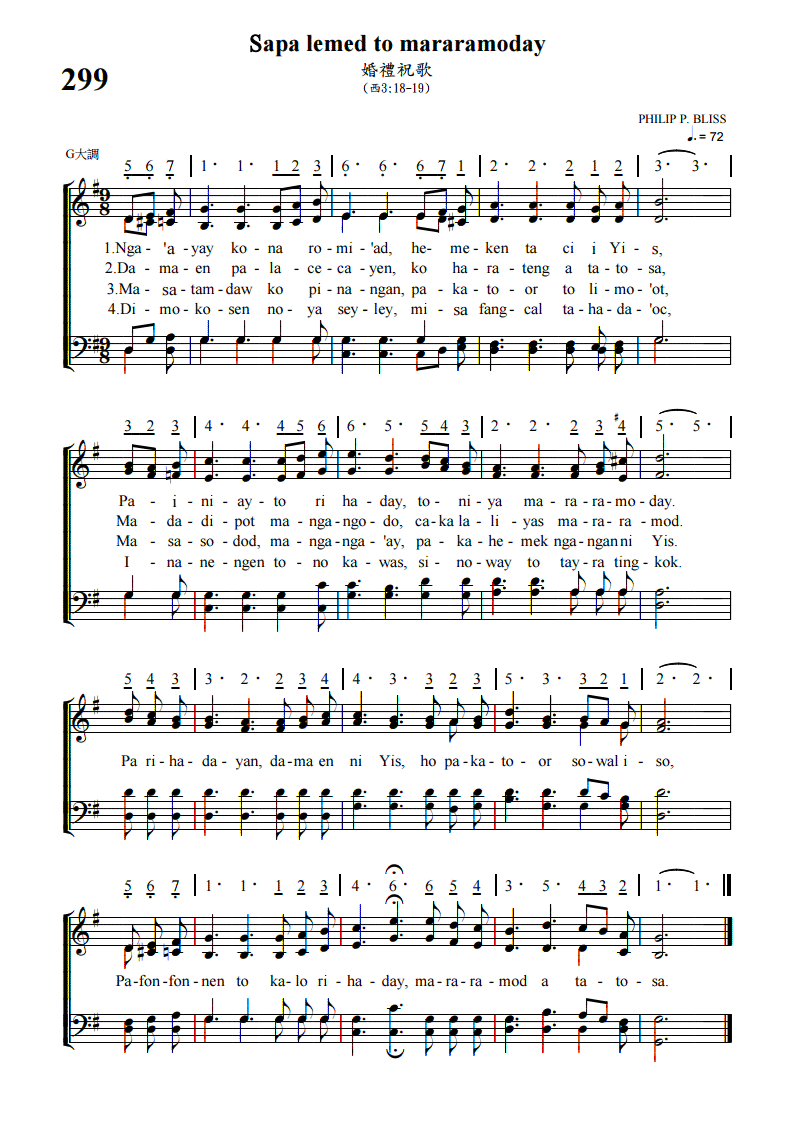 Sapa lemed to mararamoday
299
婚禮祝歌
(西3:18-19)
PHILIP P. BLISS
♩. = 72
G大調
5 6 7 | 1· 1· 1 2 3 | 6· 6· 6 7 1 | 2· 2· 2 1 2 | 3· 3· |
9 8
1.Nga-'a-yay ko-na ro-mi-'ad, he-me-ken ta ci i Yi-s,
2.Da-ma-en pa-la-ce-ca-yen, ko ha-ra-teng a ta-to-sa,
3.Ma-sa-tam-daw ko pi-na-ngan, pa-ka-to-or to li-mo-'ot,
4.Di-mo-ko-sen no-ya sey-ley, mi-sa fang-cal ta-ha-da-'oc,
9 8
3 2 3 | 4· 4· 4 5 6 | 6· 5· 5 4 3 | 2· 2· 2 3 #4 | 5· 5· |
Pa-i-ni-ay-to ri ha-day, to-ni-ya ma-ra-ra-mo-day.
Ma-da-di-pot ma-nga-ngo-do, ca-ka la-li-yas ma-ra-ra-mod.
Ma-sa-so-dod, ma-nga-nga-'ay, pa-ka-he-mek nga-ngan ni Yis.
I-na-ne-ngen to-no ka-was, si-no-way to tay-ra ting-kok.
5 4 3 | 3· 2· 2 3 4 | 4· 3· 3 2 3 | 5· 3· 3 2 1 | 2· 2· |
Pa ri-ha-da-yan, da-ma en ni Yis, ho pa-ka-to-or so-wal i-so,
5 6 7 | 1· 1· 1 2 3 | 4· 6· 6 5 4 | 3· 5· 4 3 2 | 1· 1· |
Pa-fon-fon-nen to ka-lo ri-ha-day, ma-ra-ra-mod a ta-to-sa.